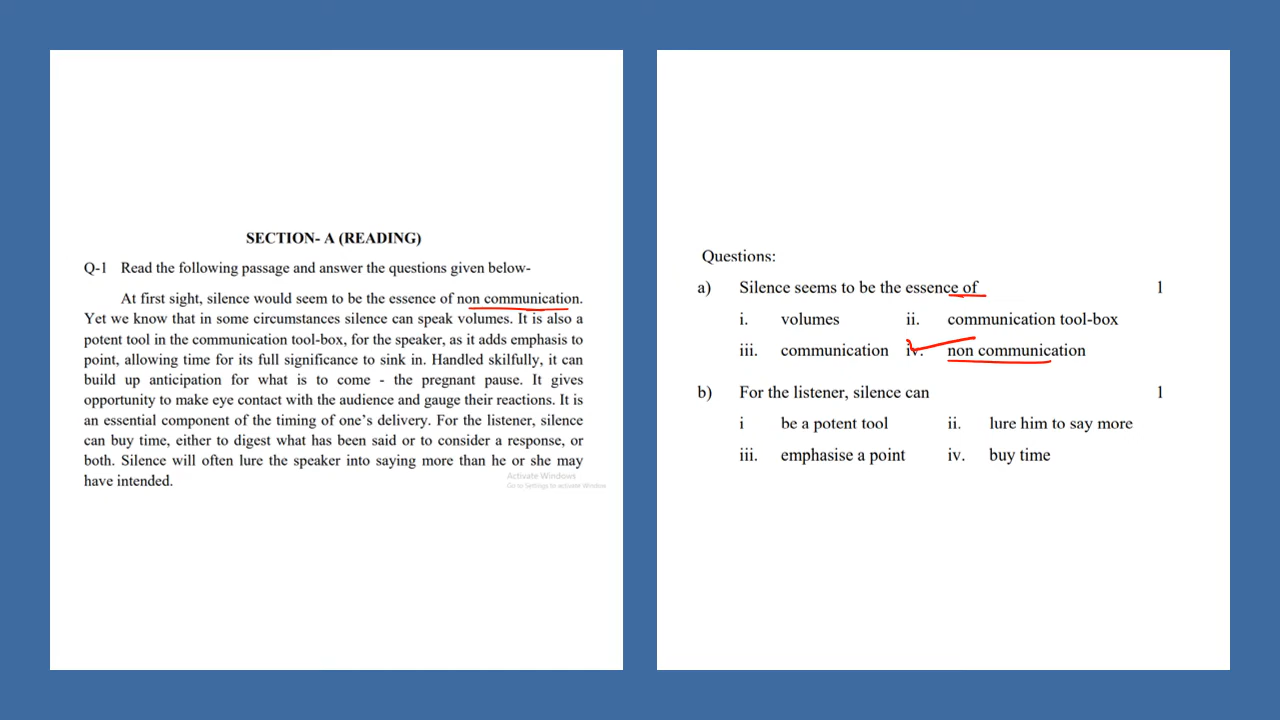 SECTION- A (READING)
Q-1 Read the following passage and answer the questions given below-
At first sight, silence would seem to be the essence of non communication.
Yet we know that in some circumstances silence can speak volumes. It is also a
potent tool in the communication tool-box, for the speaker, as it adds emphasis to
point, allowing time for its full significance to sink in. Handled skilfully, it can
build up anticipation for what is to come - the pregnant pause. It gives
opportunity to make eye contact with the audience and gauge their reactions. It is
an essential component of the timing of one's delivery. For the listener, silence
can buy time, either to digest what has been said or to consider a response, or
both. Silence will often lure the speaker into saying more than he or she may
have intended.
Activate Windows
Go to Settings to activate Window
Questions:
a) Silence seems to be the essence of 1
i. volumes ii. communication tool-box
iii. communication iv. non communication
b) For the listener, silence can 1
i be a potent tool ii. lure him to say more
iii. emphasise a point iv. buy time